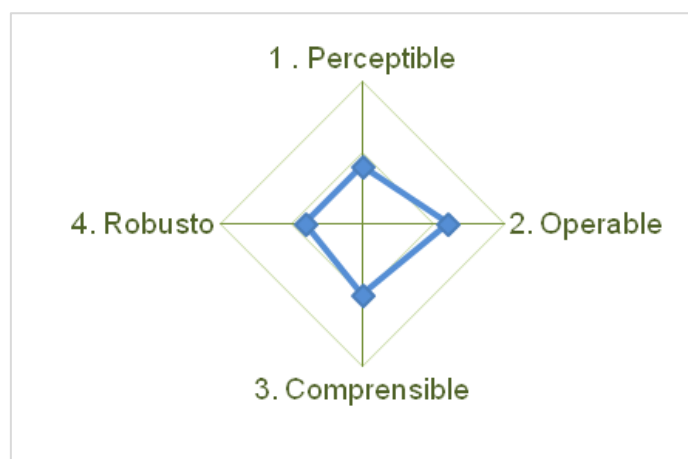 1 . Perceptible
4. Robusto
2. Operable
3. Comprensible